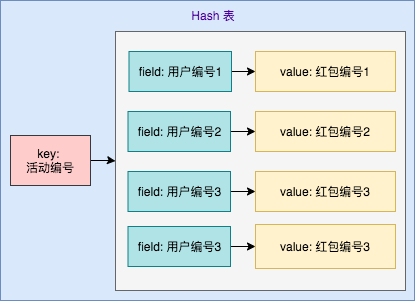 Hash 表
field: 用户编号1
value: 红包编号1
field: 用户编号2
value: 红包编号2
key:
活动编号
field: 用户编号3
value: 红包编号3
field: 用户编号3
value: 红包编号3